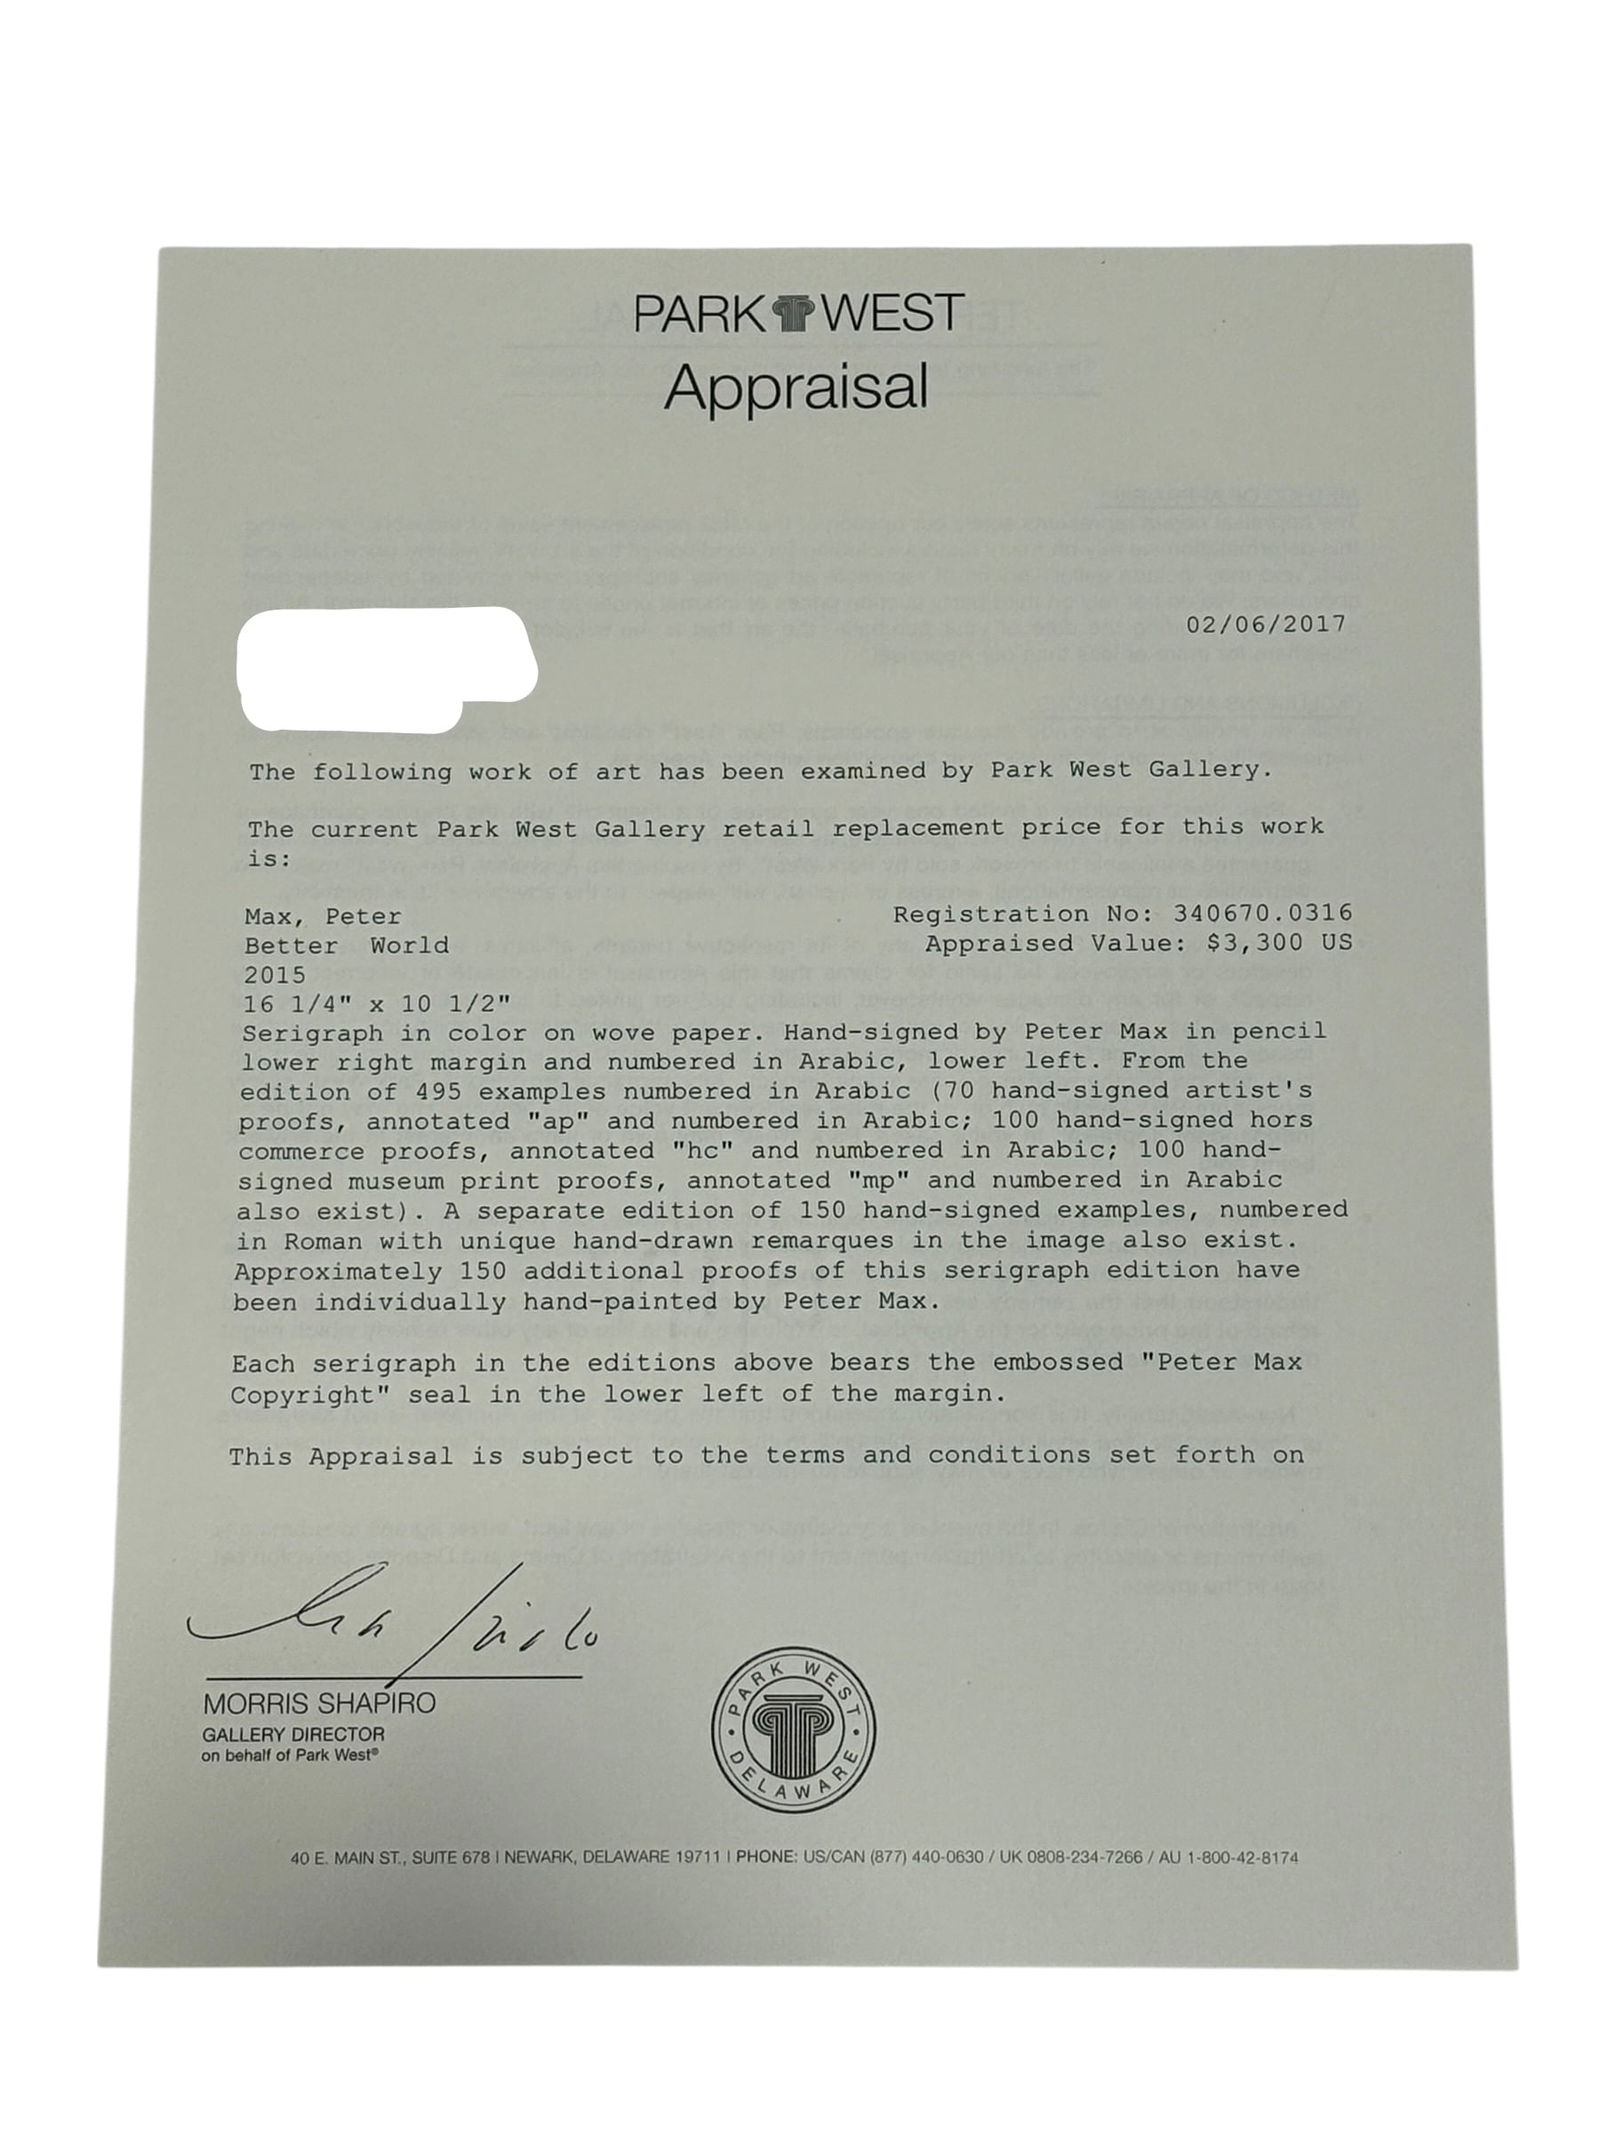 PARK WEST
Appraisal
02/06/2017
The following work of art has been examined by Park West Gallery.
The current Park West Gallery retail replacement price for this work
is:
Max, Peter
Registration No: 340670.0316
Better World
Appraised Value: $3,300 US
2015
16 1/4" x 10 1/2"
Serigraph in color on wove paper. Hand-signed by Peter Max in pencil
lower right margin and numbered in Arabic, lower left. From the
edition of 495 examples numbered in Arabic (70 hand-signed artist's
proofs, annotated "ap" and numbered in Arabic; 100 hand-signed hors
commerce proofs, annotated "hc" and numbered in Arabic; 100 hand-
signed museum print proofs, annotated "mp" and numbered in Arabic
also exist). A separate edition of 150 hand-signed examples, numbered
in Roman with unique hand-drawn remarques in the image also exist.
Approximately 150 additional proofs of this serigraph edition have
been individually hand-painted by Peter Max.
Each serigraph in the editions above bears the embossed "Peter Max
Copyright" seal in the lower left of the margin.
This Appraisal is subject to the terms and conditions set forth on
MORRIS SHAPIRO
GALLERY DIRECTOR
on behalf of Park West®
PARK WEST
DELAWARE
40 E. MAIN ST., SUITE 678 | NEWARK, DELAWARE 19711 | PHONE: US/CAN (877) 440-0630 / UK 0808-234-7266 / AU 1-800-42-8174